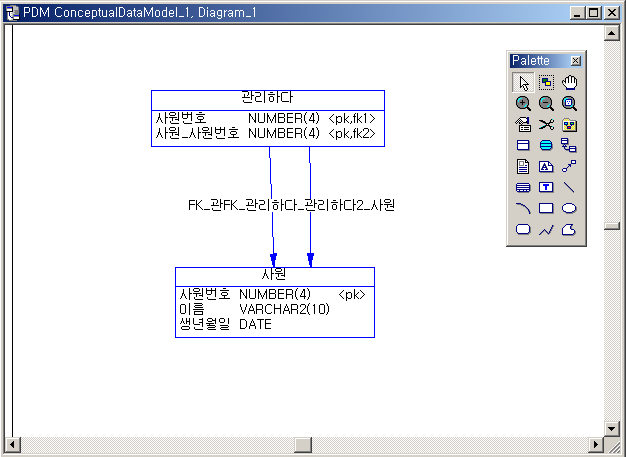 PDM ConceptualDataModel_1, Diagram_1
Palette
관리하다
사원번호 NUMBER(4) <pk,fk1>
사원_사원번호 NUMBER(4) <pk,fk2>
FK_관FK_관리하다_관리하다2_사원
사원
사원번호 NUMBER(4) <pk>
이름 VARCHAR2(10)
생년월일 DATE